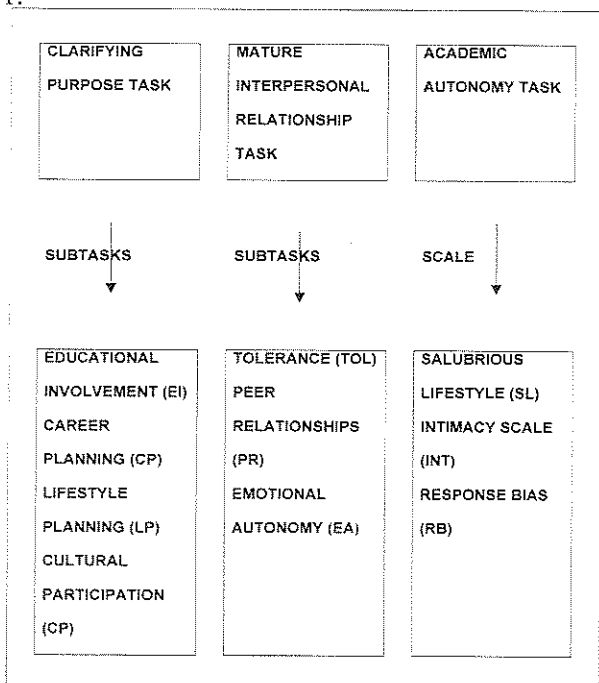 CLARIFYING
PURPOSE TASK
MATURE
INTERPERSONAL
RELATIONSHIP
TASK
ACADEMIC
AUTONOMY TASK
SUBTASKS
SUBTASKS
SCALE
EDUCATIONAL
INVOLVEMENT (EI)
CAREER
PLANNING (CP)
LIFESTYLE
PLANNING (LP)
CULTURAL
PARTICIPATION
(CP)
TOLERANCE (TOL)
PEER
RELATIONSHIPS
(PR)
EMOTIONAL
AUTONOMY (EA)
SALUBRIOUS
LIFESTYLE (SL)
INTIMACY SCALE
(INT)
RESPONSE BIAS
(RB)